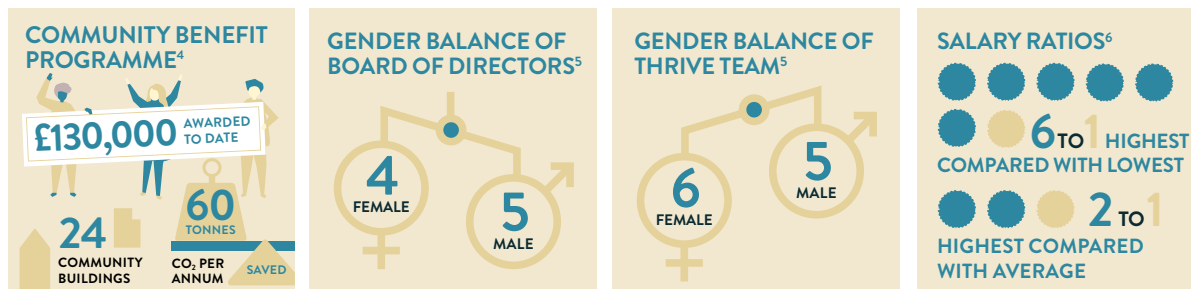 COMMUNITY BENEFIT
PROGRAMME⁴
£130,000 AWARDED
TO DATE
24
COMMUNITY
BUILDINGS
60
TONNES
CO₂ PER
ANNUM
SAVED
GENDER BALANCE OF
BOARD OF DIRECTORS⁵
4
FEMALE
5
MALE
GENDER BALANCE OF
THRIVE TEAM⁵
6
FEMALE
5
MALE
SALARY RATIOS⁶
6 TO 1 HIGHEST
COMPARED WITH LOWEST
2 TO 1
HIGHEST COMPARED
WITH AVERAGE